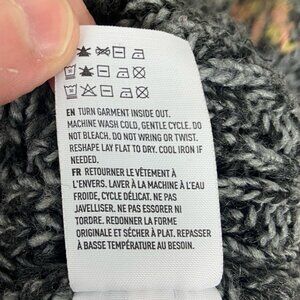 EN TURN GARMENT INSIDE OUT.
MACHINE WASH COLD, GENTLE CYCLE. DO
NOT BLEACH. DO NOT WRING OR TWIST.
RESHAPE LAY FLAT TO DRY. COOL IRON IF
NEEDED.
FR RETOURNER LE VÊTEMENT À
L'ENVERS. LAVER À LA MACHINE À L'EAU
FROIDE, CYCLE DÉLICAT. NE PAS
JAVELLISER. NE PAS ESSORER NI
TORDRE. REDONNER LA FORME
ORIGINALE ET SÉCHER À PLAT. REPASSER
À BASSE TEMPÉRATURE AU BESOIN.